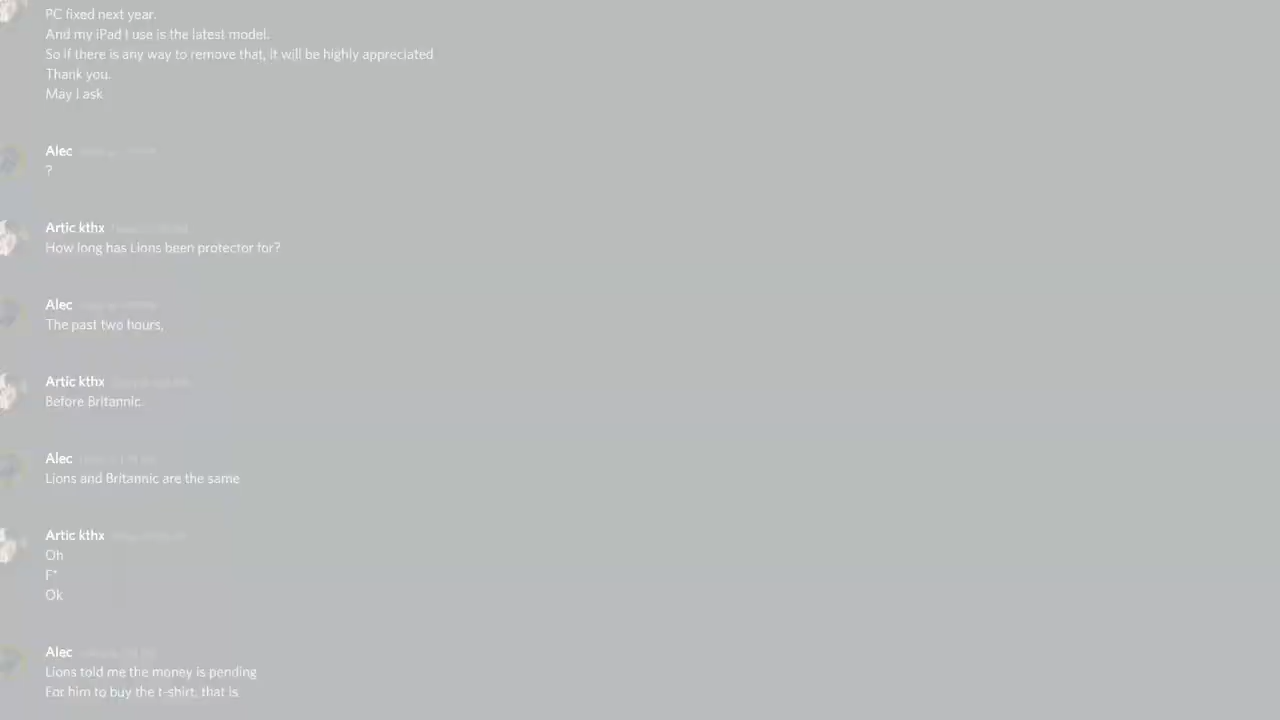 PC fixed next year.
And my iPad I use is the latest model.
So if there is any way to remove that, it will be highly appreciated
Thank you.
May I ask
Alec
?
Artic kthx
How long has Lions been protector for?
Alec
The past two hours,
Artic kthx
Before Britannic.
Alec
Lions and Britannic are the same
Artic kthx
Oh
F*
Ok
Alec
Lions told me the money is pending
For him to buy the t-shirt, that is